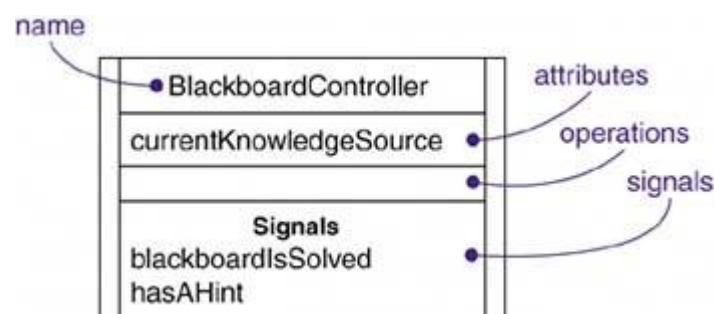 name
BlackboardController
attributes
currentKnowledgeSource
operations
signals
Signals
blackboardIsSolved
hasAHint